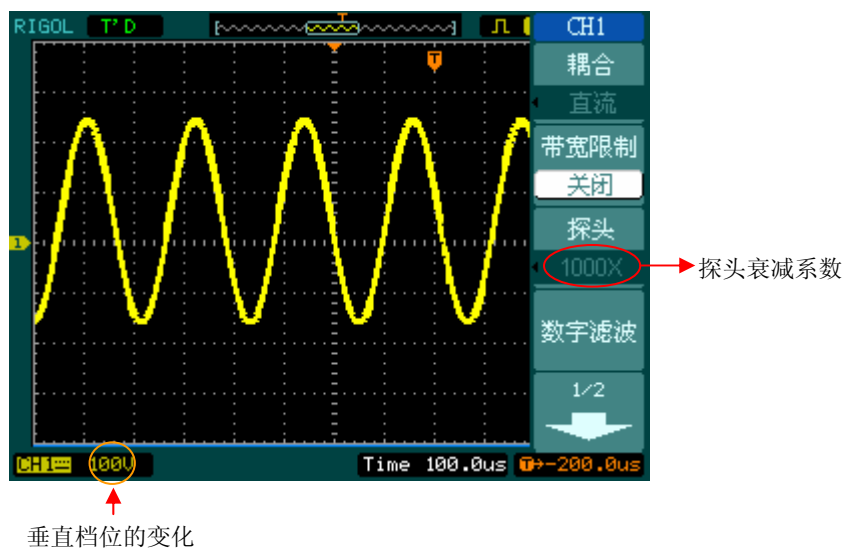 RIGOL T'D T CH1
耦合
直流
T
带宽限制
关闭
探头
1
1000X
探头衰减系数
数字滤波
1/2
CH1 100V Time 100.0us T→-200.0us
垂直档位的变化